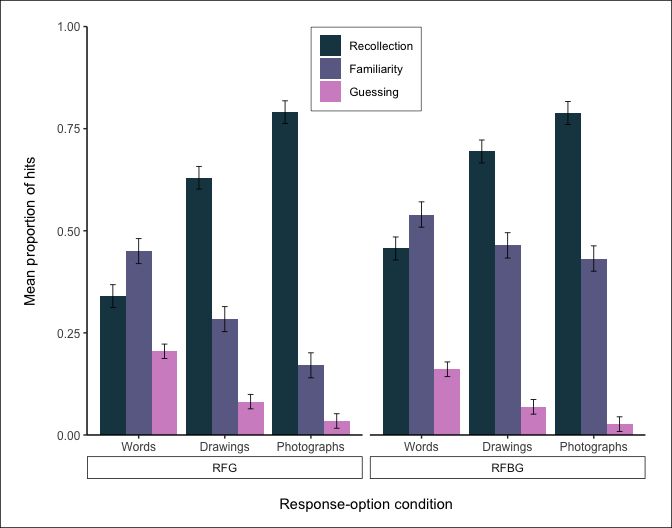 Mean proportion of hits
1.00
0.75
0.50
0.25
0.00
Recollection
Familiarity
Guessing
Words Drawings Photographs Words Drawings Photographs
RFG RFBG
Response-option condition